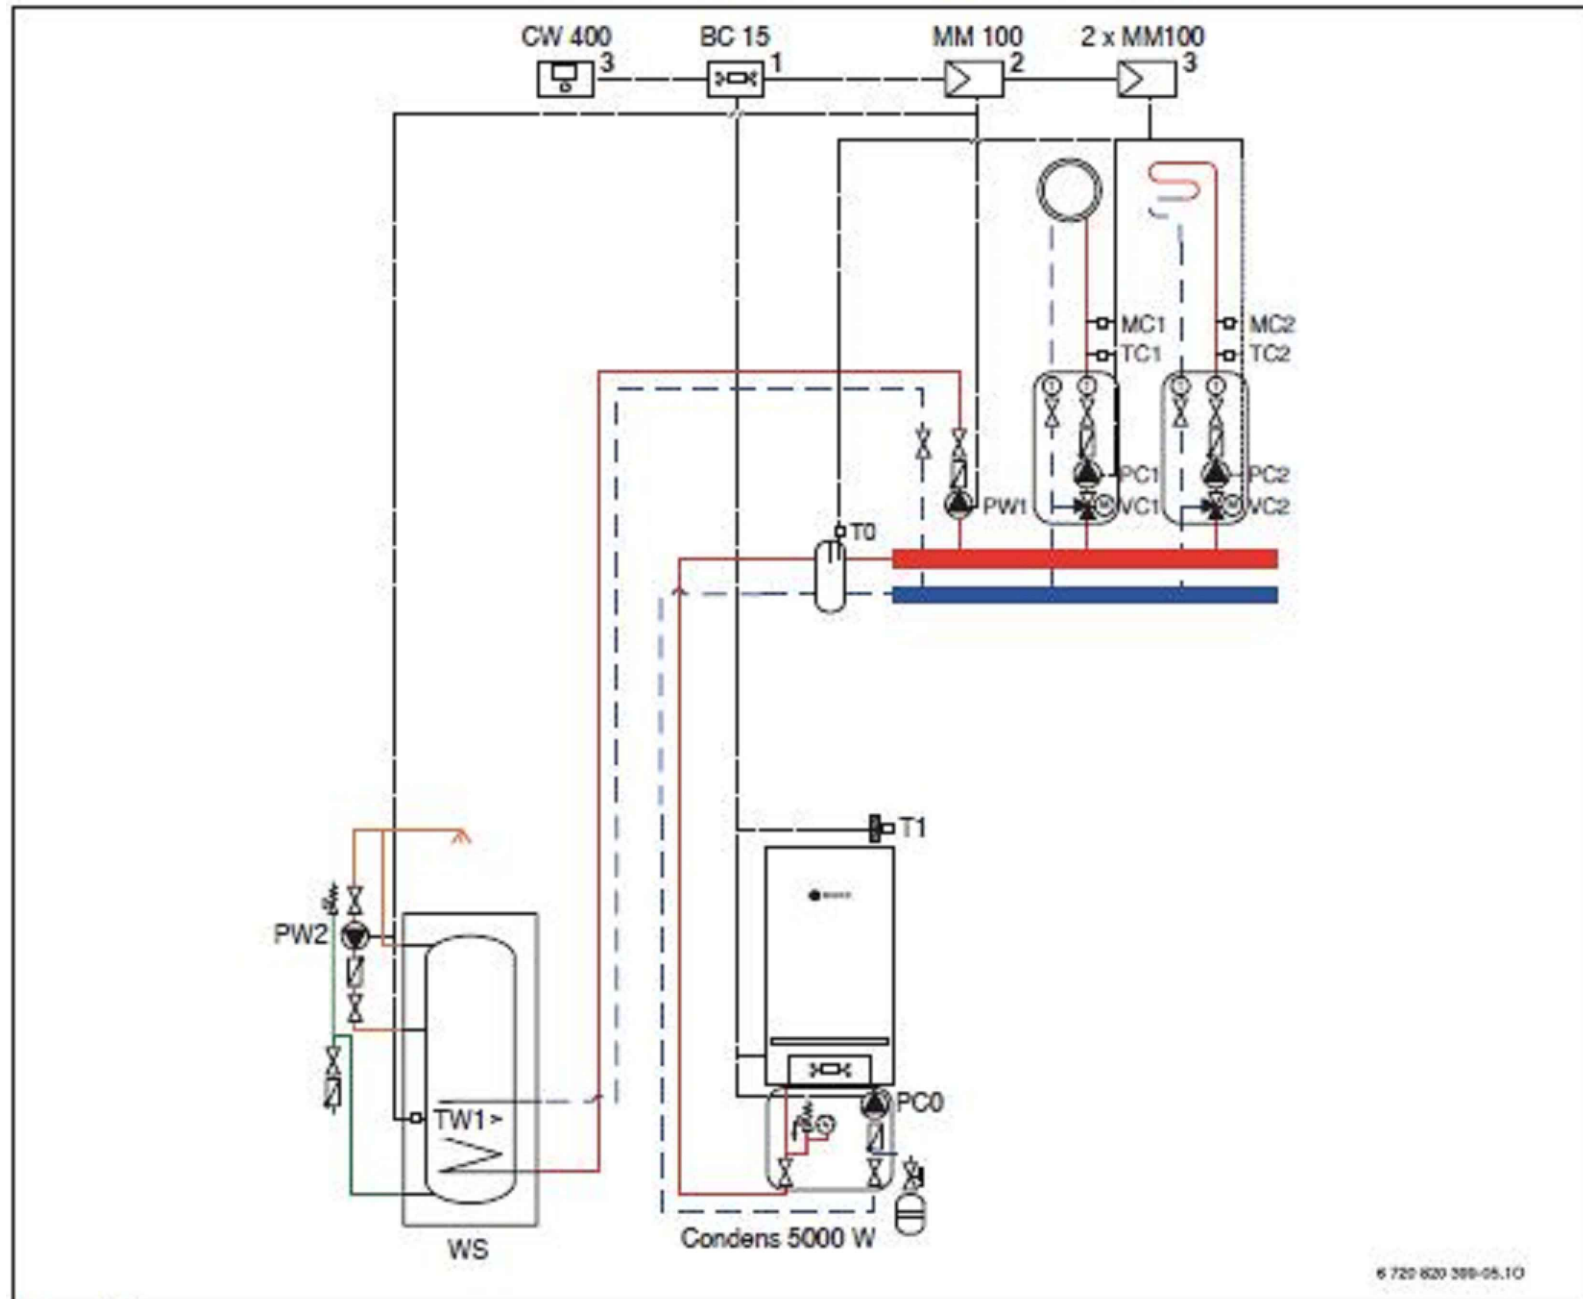 CW 400
BC 15
MM 100
2 x MM100
3
1
2
3
MC1
MC2
TC1
TC2
PC1
PC2
PW1
VC1
VC2
T0
T1
PW2
PC0
TW1
WS
Condens 5000 W